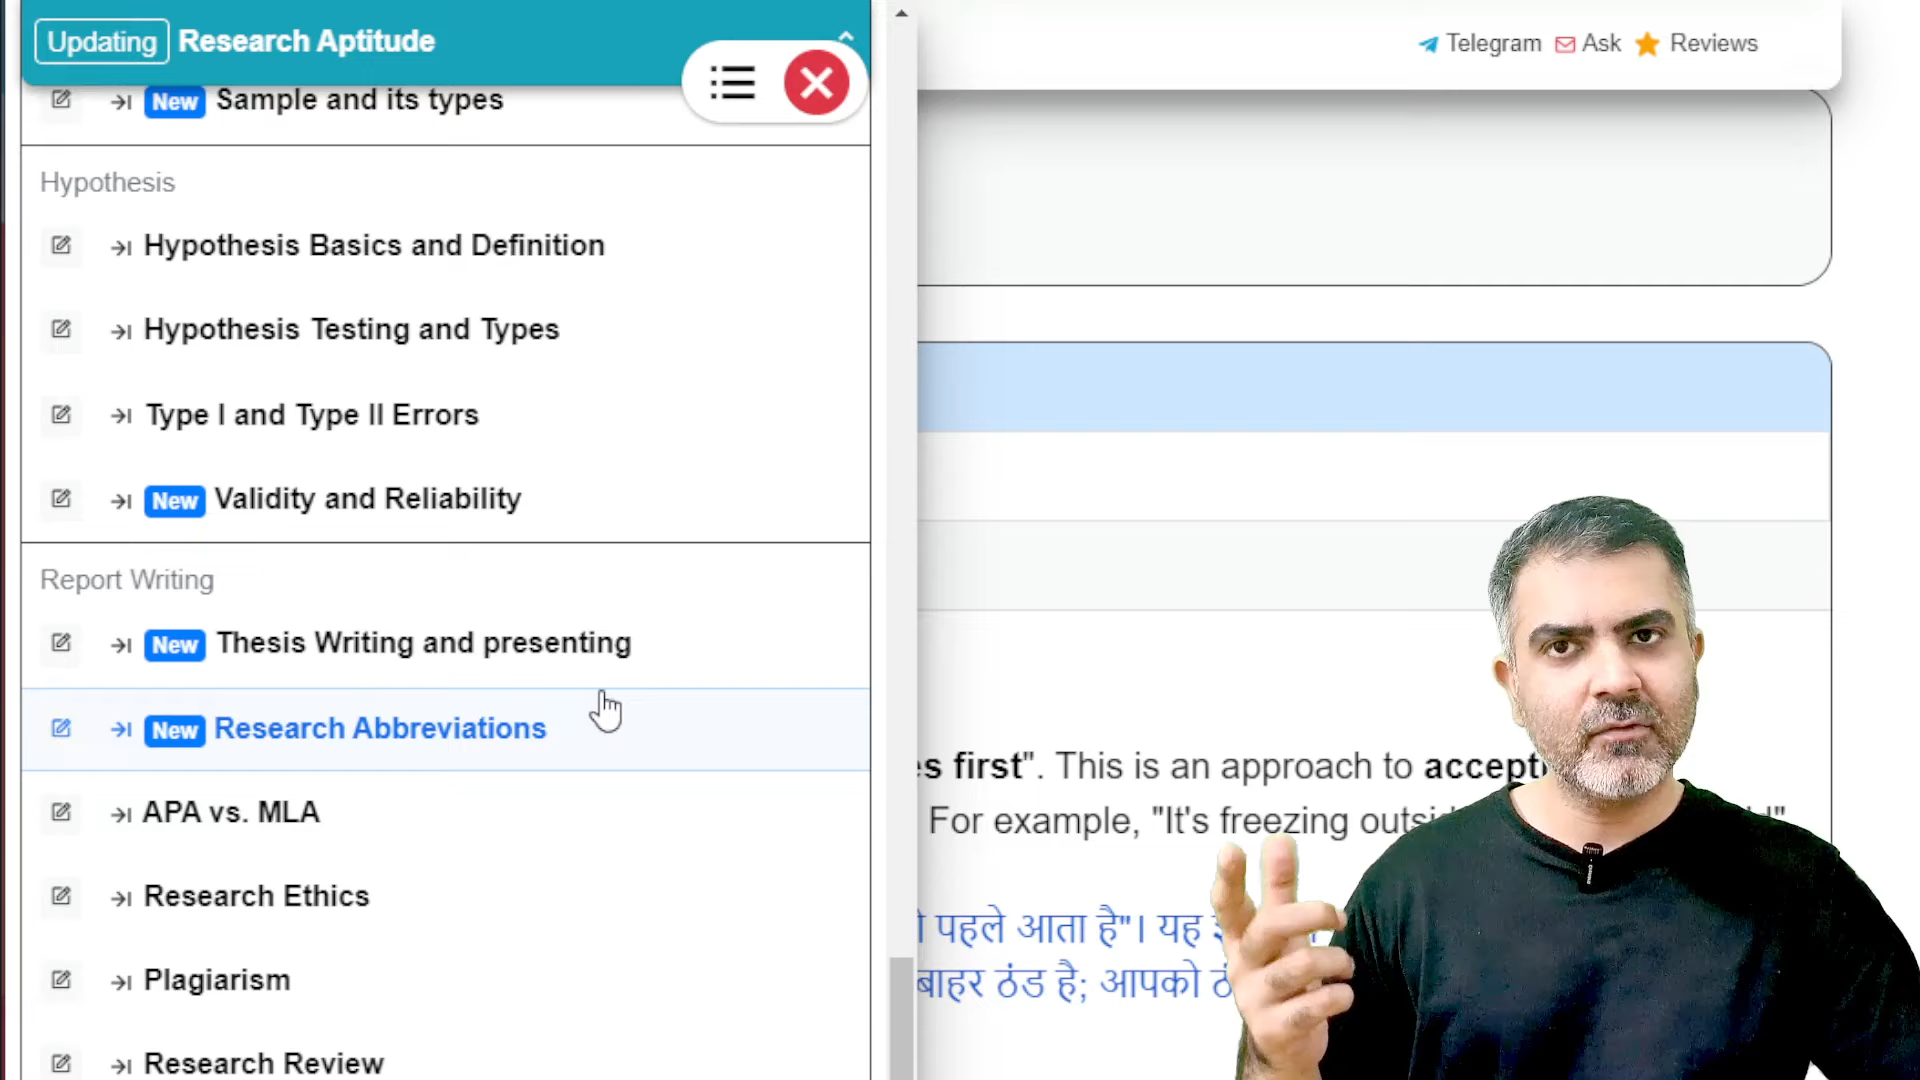 Updating Research Aptitude
Telegram Ask Reviews
New Sample and its types
Hypothesis
Hypothesis Basics and Definition
Hypothesis Testing and Types
Type I and Type II Errors
New Validity and Reliability
Report Writing
New Thesis Writing and presenting
New Research Abbreviations
APA vs. MLA
Research Ethics
Plagiarism
Research Review
first". This is an approach to
For example, "It's freezing
पहले आता है"। यह
बाहर ठंड है; आपको